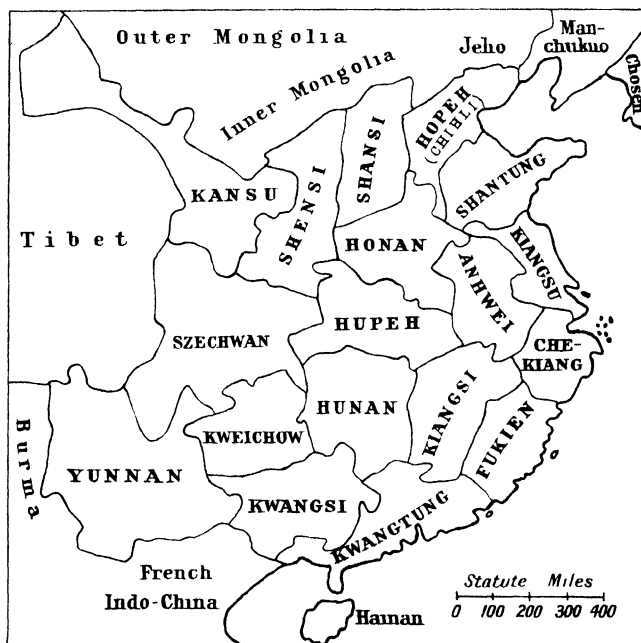 Outer Mongolia
Man-
chukuo
Jeho
Chosen
Inner Mongolia
HOPEH
(CHIHLI)
SHANSI
SHENSI
KANSU
SHANTUNG
Tibet
HONAN
KIANGSU
ANHWEI
SZECHWAN
HUPEH
CHE-
KIANG
HUNAN
KIANGSI
FUKIEN
KWEICHOW
Burma
YUNNAN
KWANGSI
KWANGTUNG
French
Indo-China
Hainan
Statute Miles
0 100 200 300 400